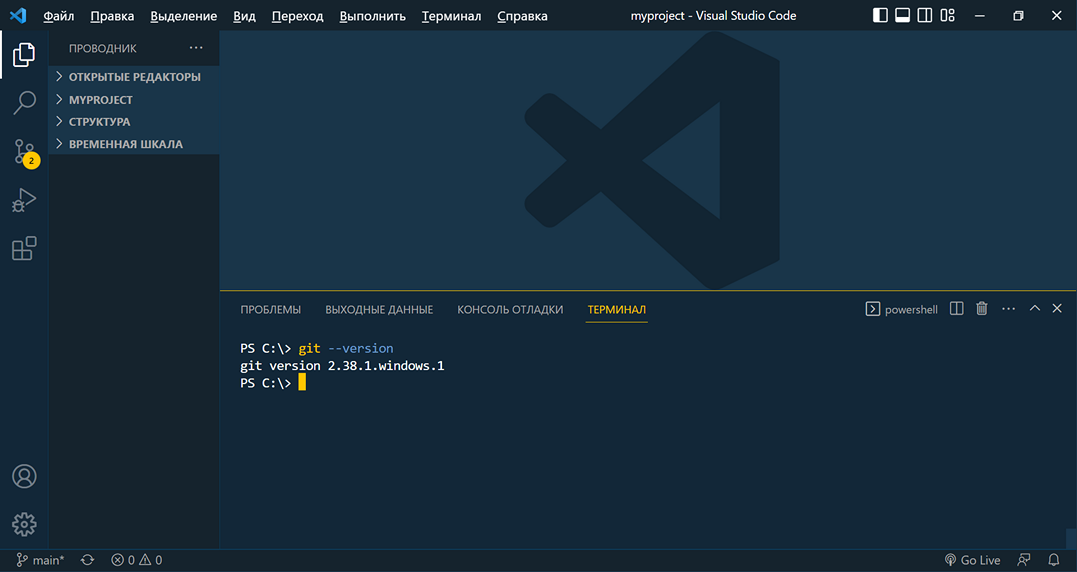 Файл Правка Выделение Вид Переход Выполнить Терминал Справка myproject - Visual Studio Code
ПРОВОДНИК
ОТКРЫТЫЕ РЕДАКТОРЫ
MYPROJECT
СТРУКТУРА
ВРЕМЕННАЯ ШКАЛА
2
ПРОБЛЕМЫ ВЫХОДНЫЕ ДАННЫЕ КОНСОЛЬ ОТЛАДКИ ТЕРМИНАЛ powershell
PS C:\> git --version
git version 2.38.1.windows.1
PS C:\>
main* 0 0 Go Live